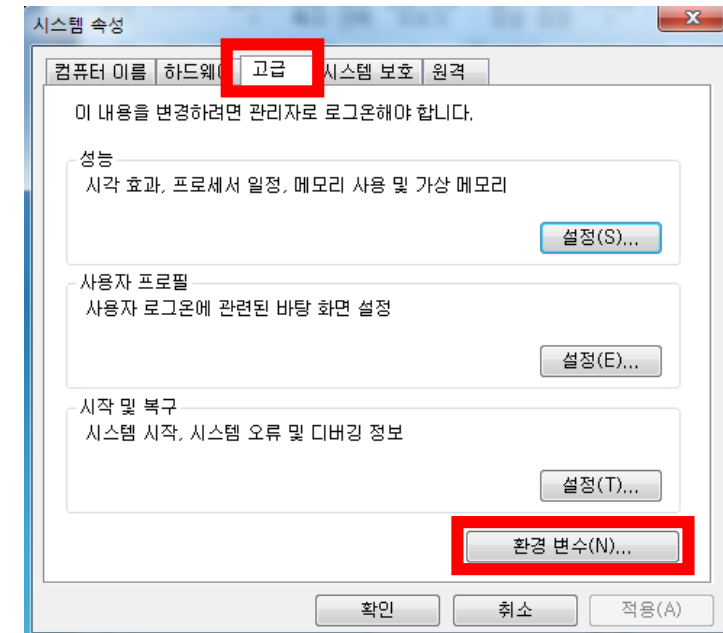 시스템 속성
컴퓨터 이름 고급 시스템 보호 원격
이 내용을 변경하려면 관리자로 로그온해야 합니다.
성능
시각 효과, 프로세서 일정, 메모리 사용 및 가상 메모리
설정(S)...
사용자 프로필
사용자 로그온에 관련된 바탕 화면 설정
설정(E)...
시작 및 복구
시스템 시작, 시스템 오류 및 디버깅 정보
설정(T)...
환경 변수(N)...
확인 취소 적용(A)